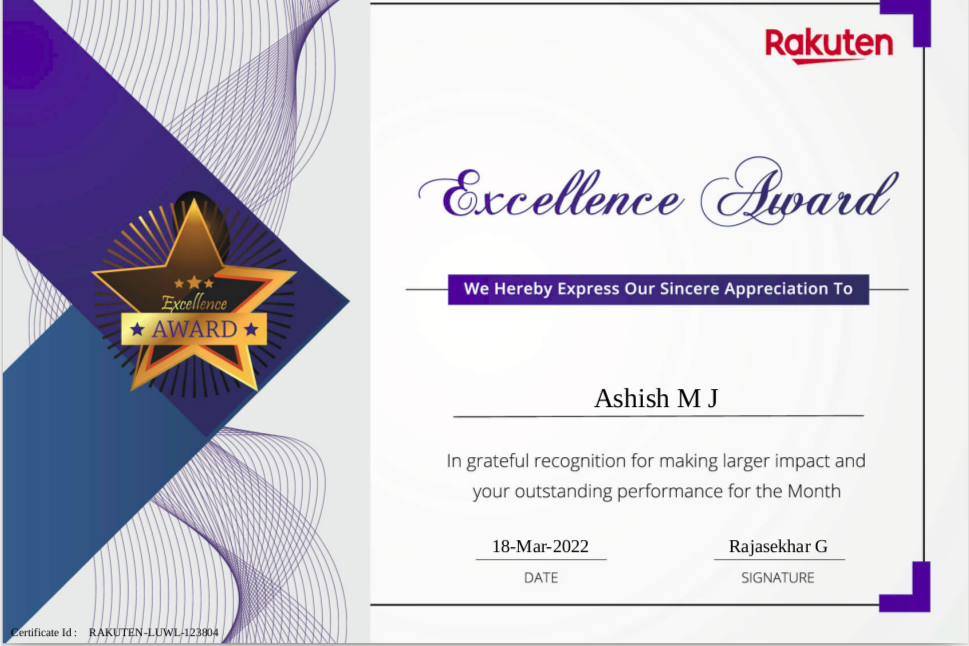 Rakuten
Excellence Award
We Hereby Express Our Sincere Appreciation To
Excellence
AWARD
Ashish M J
In grateful recognition for making larger impact and
your outstanding performance for the Month
18-Mar-2022 Rajasekhar G
DATE SIGNATURE
Certificate Id : RAKUTEN-LUWL-123804